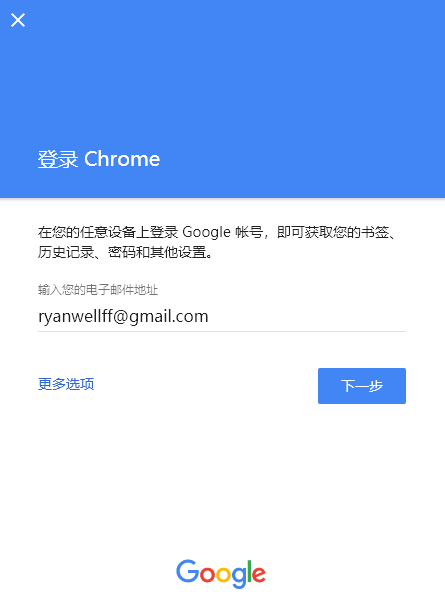 登录 Chrome
在您的任意设备上登录 Google 帐号，即可获取您的书签、
历史记录、密码和其他设置。
输入您的电子邮件地址
ryanwellff@gmail.com
更多选项
下一步
Google